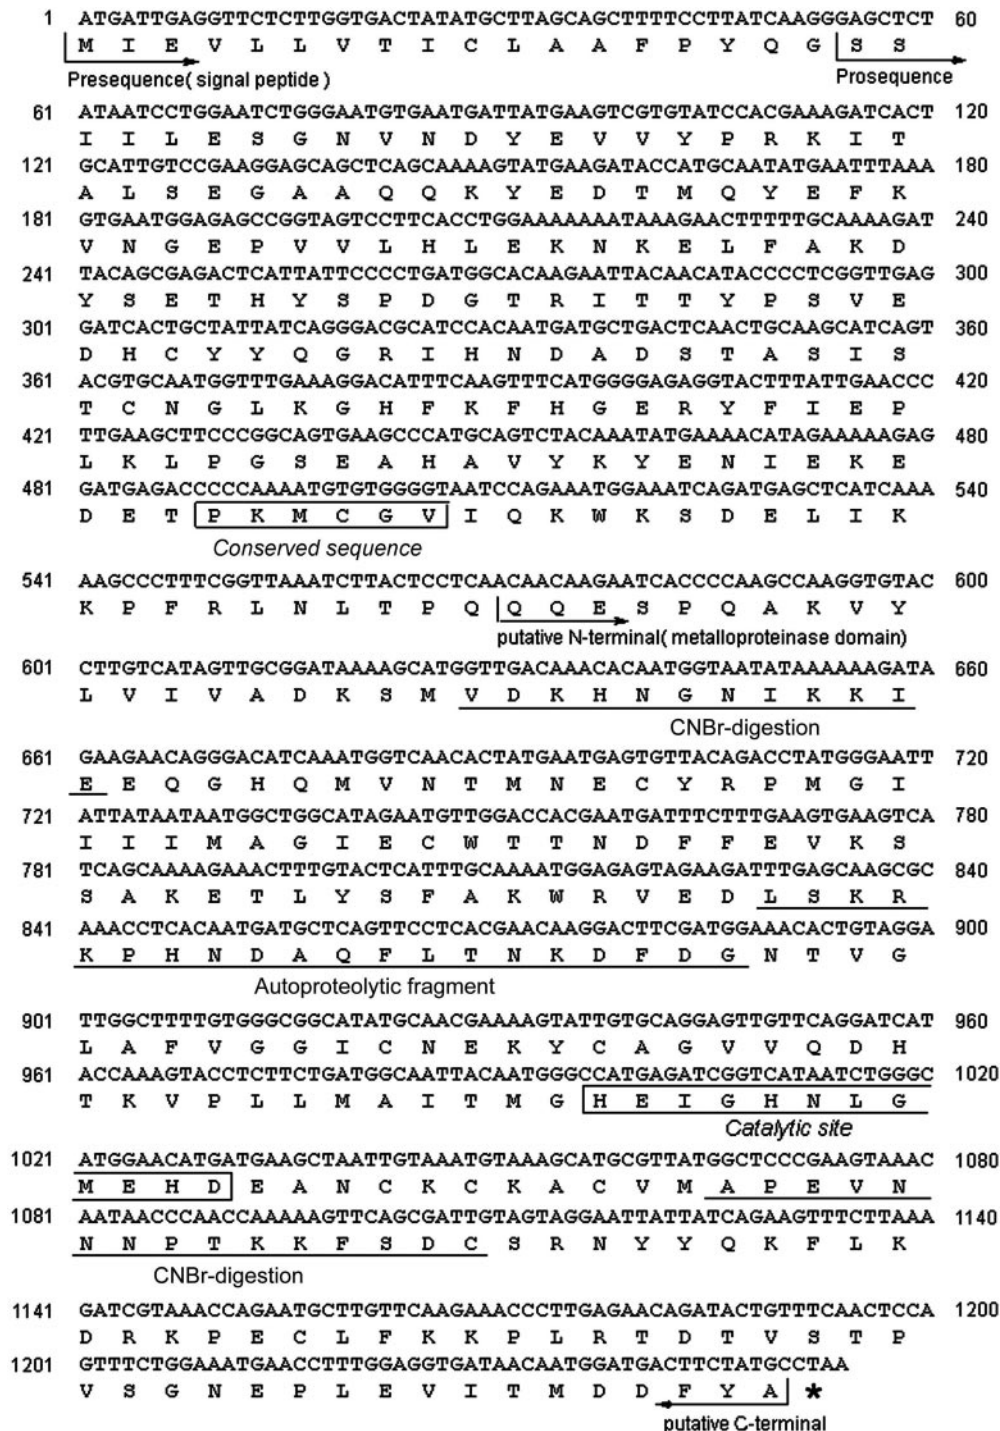 1 ATGATTGAGGTTCTCTTGGTGACTATATGCTTAGCAGCTTTTCCTTATCAAGGGAGCTCT 60
M I E V L L V T I C L A A F P Y Q G S S
Presequence( signal peptide )
Prosequence
61 ATAATCCTGGAATCTGGGAATGTGAATGATTATGAAGTCGTGTATCCACGAAAGATCACT 120
I I L E S G N V N D Y E V V Y P R K I T
121 GCATTGTCCGAAGGAGCAGCTCAGCAAAAGTATGAAGATACCATGCAATATGAATTTAAA 180
A L S E G A A Q Q K Y E D T M Q Y E F K
181 GTGAATGGAGAGCCGGTAGTCCTTCACCTGGAAAAAAATAAAGAACTTTTTGCAAAAGAT 240
V N G E P V V L H L E K N K E L F A K D
241 TACAGCGAGACTCATTATTCCCCTGATGGCACAAGAATTACAACATACCCCTCGGTTGAG 300
Y S E T H Y S P D G T R I T T Y P S V E
301 GATCACTGCTATTATCAGGGACGCATCCACAATGATGCTGACTCAACTGCAAGCATCAGT 360
D H C Y Y Q G R I H N D A D S T A S I S
361 ACGTGCAATGGTTTGAAAGGACATTTCAAGTTTCATGGGGAGAGGTACTTTATTGAACCC 420
T C N G L K G H F K F H G E R Y F I E P
421 TTGAAGCTTCCCGGCAGTGAAGCCCATGCAGTCTACAAATATGAAAACATAGAAAAAGAG 480
L K L P G S E A H A V Y K Y E N I E K E
481 GATGAGACCCCCAAAATGTGTGGGGTAATCCAGAAATGGAAATCAGATGAGCTCATCAAA 540
D E T P K M C G V I Q K W K S D E L I K
Conserved sequence
541 AAGCCCTTTCGGTTAAATCTTACTCCTCAACAACAAGAATCACCCCAAGCCAAGGTGTAC 600
K P F R L N L T P Q Q Q E S P Q A K V Y
putative N-terminal( metalloproteinase domain)
601 CTTGTCATAGTTGCGGATAAAAGCATGGTTGACAAACACAATGGTAATATAAAAAAGATA 660
L V I V A D K S M V D K H N G N I K K I
CNBr-digestion
661 GAAGAACAGGGACATCAAATGGTCAACACTATGAATGAGTGTTACAGACCTATGGGAATT 720
E E Q G H Q M V N T M N E C Y R P M G I
721 ATTATAATAATGGCTGGCATAGAATGTTGGACCACGAATGATTTCTTTGAAGTGAAGTCA 780
I I I M A G I E C W T T N D F F E V K S
781 TCAGCAAAAGAAACTTTGTACTCATTTGCAAAATGGAGAGTAGAAGATTTGAGCAAGCGC 840
S A K E T L Y S F A K W R V E D L S K R
841 AAACCTCACAATGATGCTCAGTTCCTCACGAACAAGGACTTCGATGGAAACACTGTAGGA 900
K P H N D A Q F L T N K D F D G N T V G
Autoproteolytic fragment
901 TTGGCTTTTGTGGGCGGCATATGCAACGAAAAGTATTGTGCAGGAGTTGTTCAGGATCAT 960
L A F V G G I C N E K Y C A G V V Q D H
961 ACCAAAGTACCTCTTCTGATGGCAATTACAATGGGCCATGAGATCGGTCATAATCTGGGC 1020
T K V P L L M A I T M G H E I G H N L G
Catalytic site
1021 ATGGAACATGATGAAGCTAATTGTAAATGTAAAGCATGCGTTATGGCTCCCGAAGTAAAC 1080
M E H D E A N C K C K A C V M A P E V N
1081 AATAACCCAACCAAAAAGTTCAGCGATTGTAGTAGGAATTATTATCAGAAGTTTCTTAAA 1140
N N P T K K F S D C S R N Y Y Q K F L K
CNBr-digestion
1141 GATCGTAAACCAGAATGCTTGTTCAAGAAACCCTTGAGAACAGATACTGTTTCAACTCCA 1200
D R K P E C L F K K P L R T D T V S T P
1201 GTTTCTGGAAATGAACCTTTGGAGGTGATAACAATGGATGACTTCTATGCCTAA
V S G N E P L E V I T M D D F Y A *
putative C-terminal